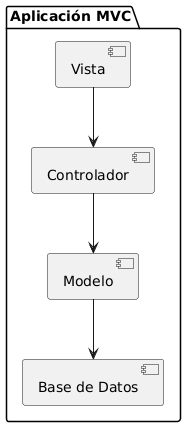 Aplicación MVC
Vista
Controlador
Modelo
Base de Datos